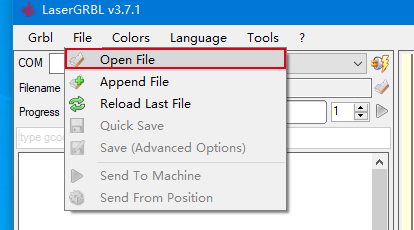 LaserGRBL v3.7.1
Grbl File Colors Language Tools ?
COM
Open File
Filename
Append File
Reload Last File
Progress
1
Quick Save
type gcod
Save (Advanced Options)
Send To Machine
Send From Position